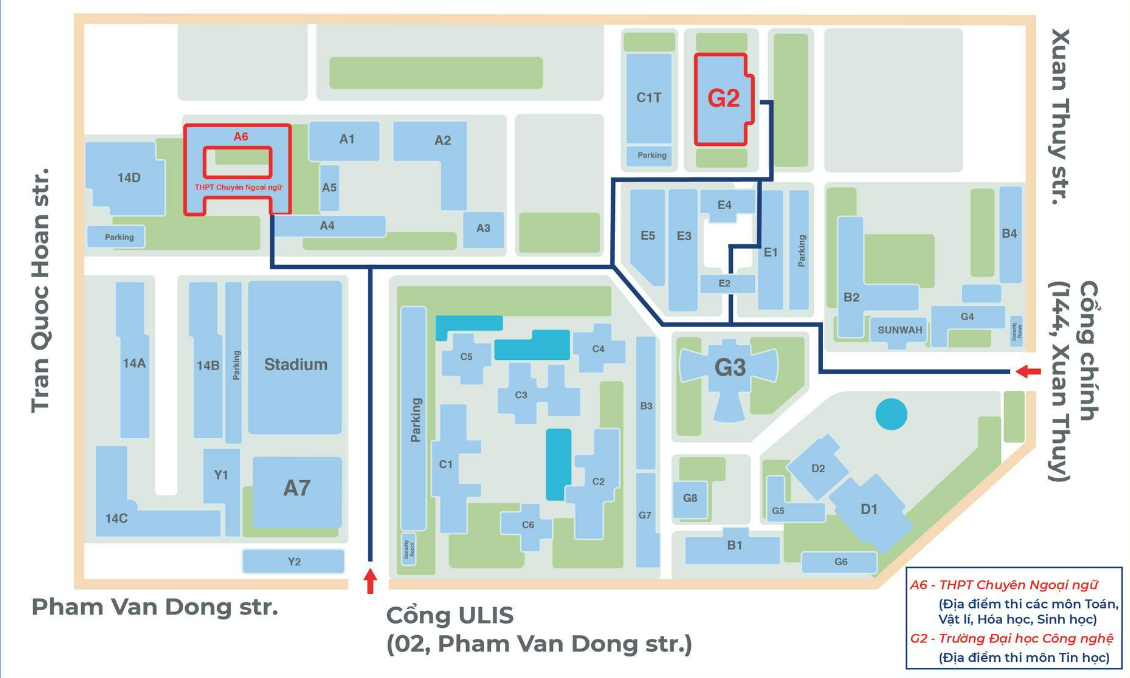 Xuan Thuy str.
G2
C1T
Parking
A6
THPT Chuyên Ngoại ngữ
A1
A2
A5
A4
A3
14D
Parking
Tran Quoc Hoan str.
E4
E5
E3
E1
Parking
E2
B4
B2
G4
SUNWAH
Security Room
Cổng chính
(144, Xuan Thuy)
14A
14B
Parking
Stadium
C5
C4
C3
Parking
B3
G3
C1
C2
C6
G7
Security Room
14C
Y1
A7
Y2
G8
B1
D2
D1
G5
G6
Pham Van Dong str.
Cổng ULIS
(02, Pham Van Dong str.)
A6 - THPT Chuyên Ngoại ngữ
(Địa điểm thi các môn Toán,
Vật lí, Hóa học, Sinh học)
G2 - Trường Đại học Công nghệ
(Địa điểm thi môn Tin học)